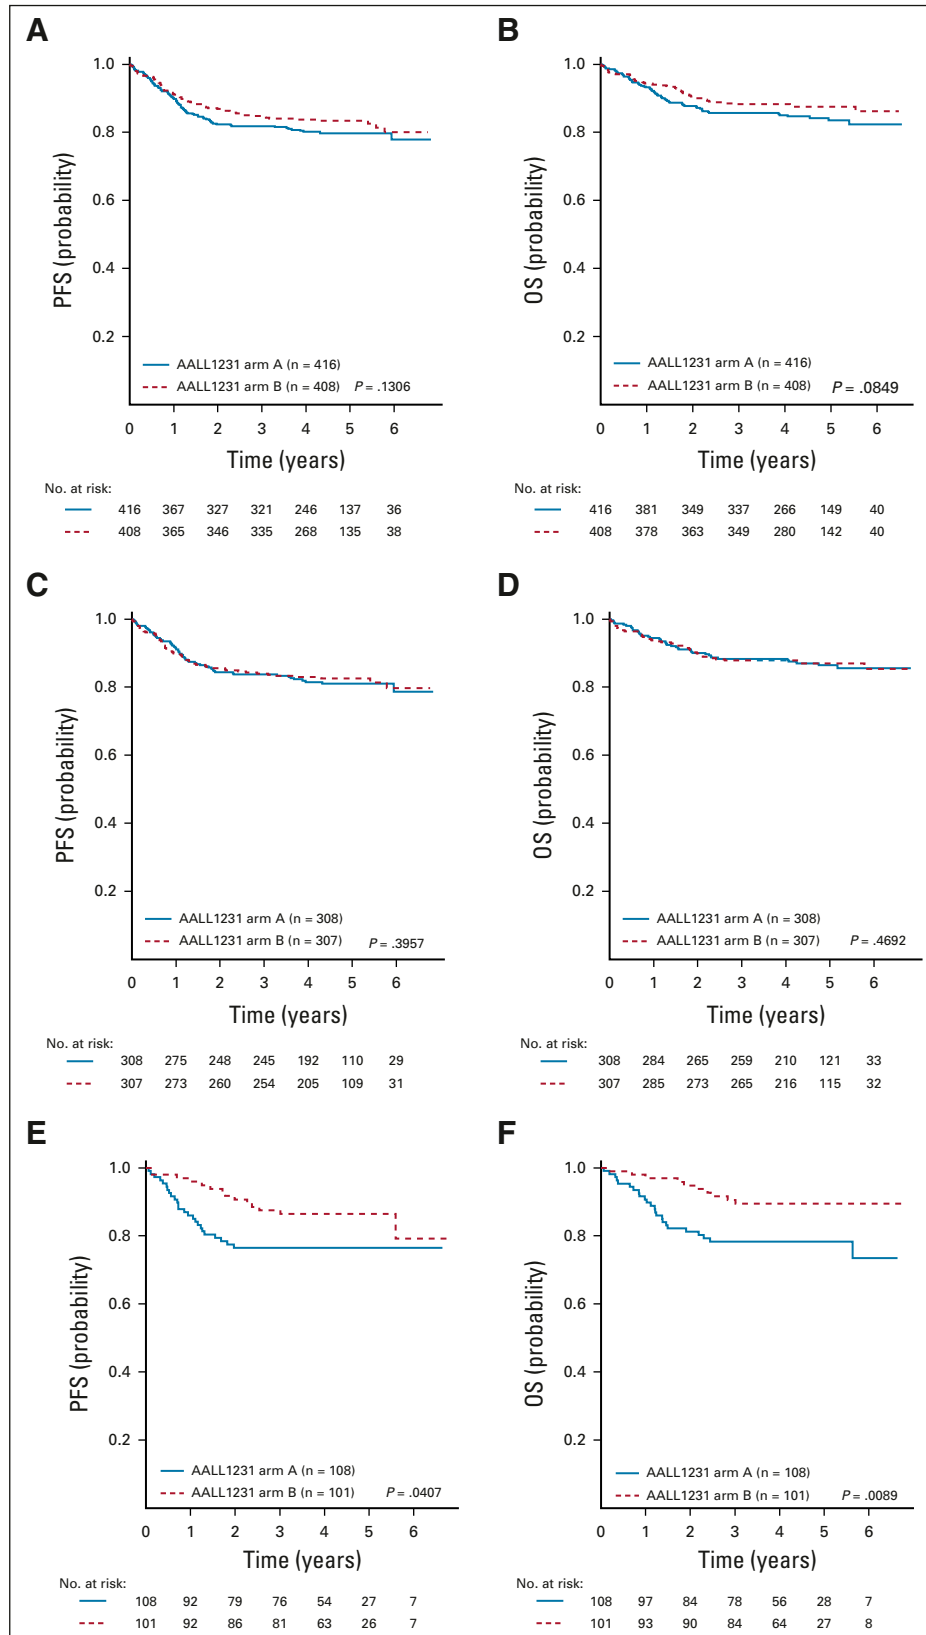 A
1.0
0.8
0.6
0.4
0.2
PFS (probability)
AALL1231 arm A (n = 416)
AALL1231 arm B (n = 408) P = .1306
0 1 2 3 4 5 6
Time (years)
No. at risk:
416 367 327 321 246 137 36
408 365 346 335 268 135 38
B
1.0
0.8
0.6
0.4
0.2
OS (probability)
AALL1231 arm A (n = 416)
AALL1231 arm B (n = 408) P = .0849
0 1 2 3 4 5 6
Time (years)
No. at risk:
416 381 349 337 266 149 40
408 378 363 349 280 142 40
C
1.0
0.8
0.6
0.4
0.2
PFS (probability)
AALL1231 arm A (n = 308)
AALL1231 arm B (n = 307) P = .3957
0 1 2 3 4 5 6
Time (years)
No. at risk:
308 275 248 245 192 110 29
307 273 260 254 205 109 31
D
1.0
0.8
0.6
0.4
0.2
OS (probability)
AALL1231 arm A (n = 308)
AALL1231 arm B (n = 307) P = .4692
0 1 2 3 4 5 6
Time (years)
No. at risk:
308 284 265 259 210 121 33
307 285 273 265 216 115 32
E
1.0
0.8
0.6
0.4
0.2
PFS (probability)
AALL1231 arm A (n = 108)
AALL1231 arm B (n = 101) P = .0407
0 1 2 3 4 5 6
Time (years)
No. at risk:
108 92 79 76 54 27 7
101 92 86 81 63 26 7
F
1.0
0.8
0.6
0.4
0.2
OS (probability)
AALL1231 arm A (n = 108)
AALL1231 arm B (n = 101) P = .0089
0 1 2 3 4 5 6
Time (years)
No. at risk:
108 97 84 78 56 28 7
101 93 90 84 64 27 8